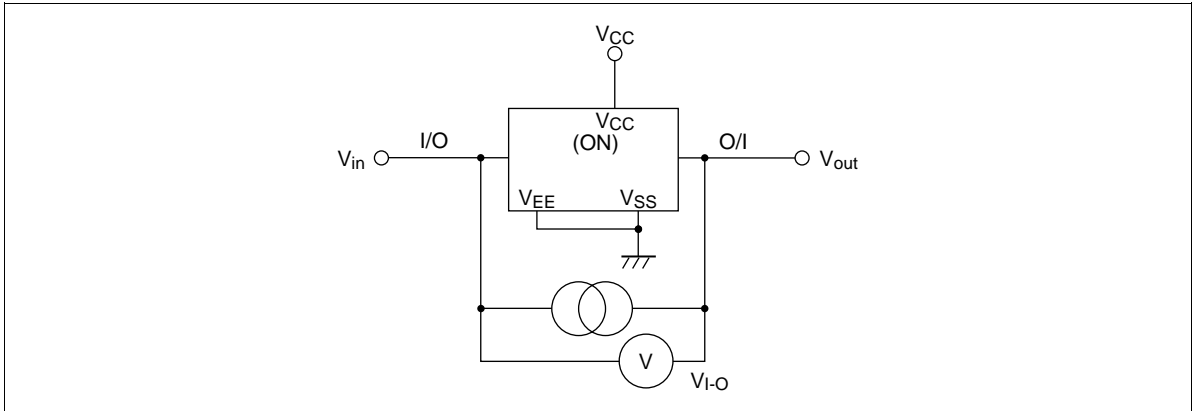 VCC
VCC
(ON)
I/O
O/I
Vin
Vout
VEE
VSS
V
VI-O